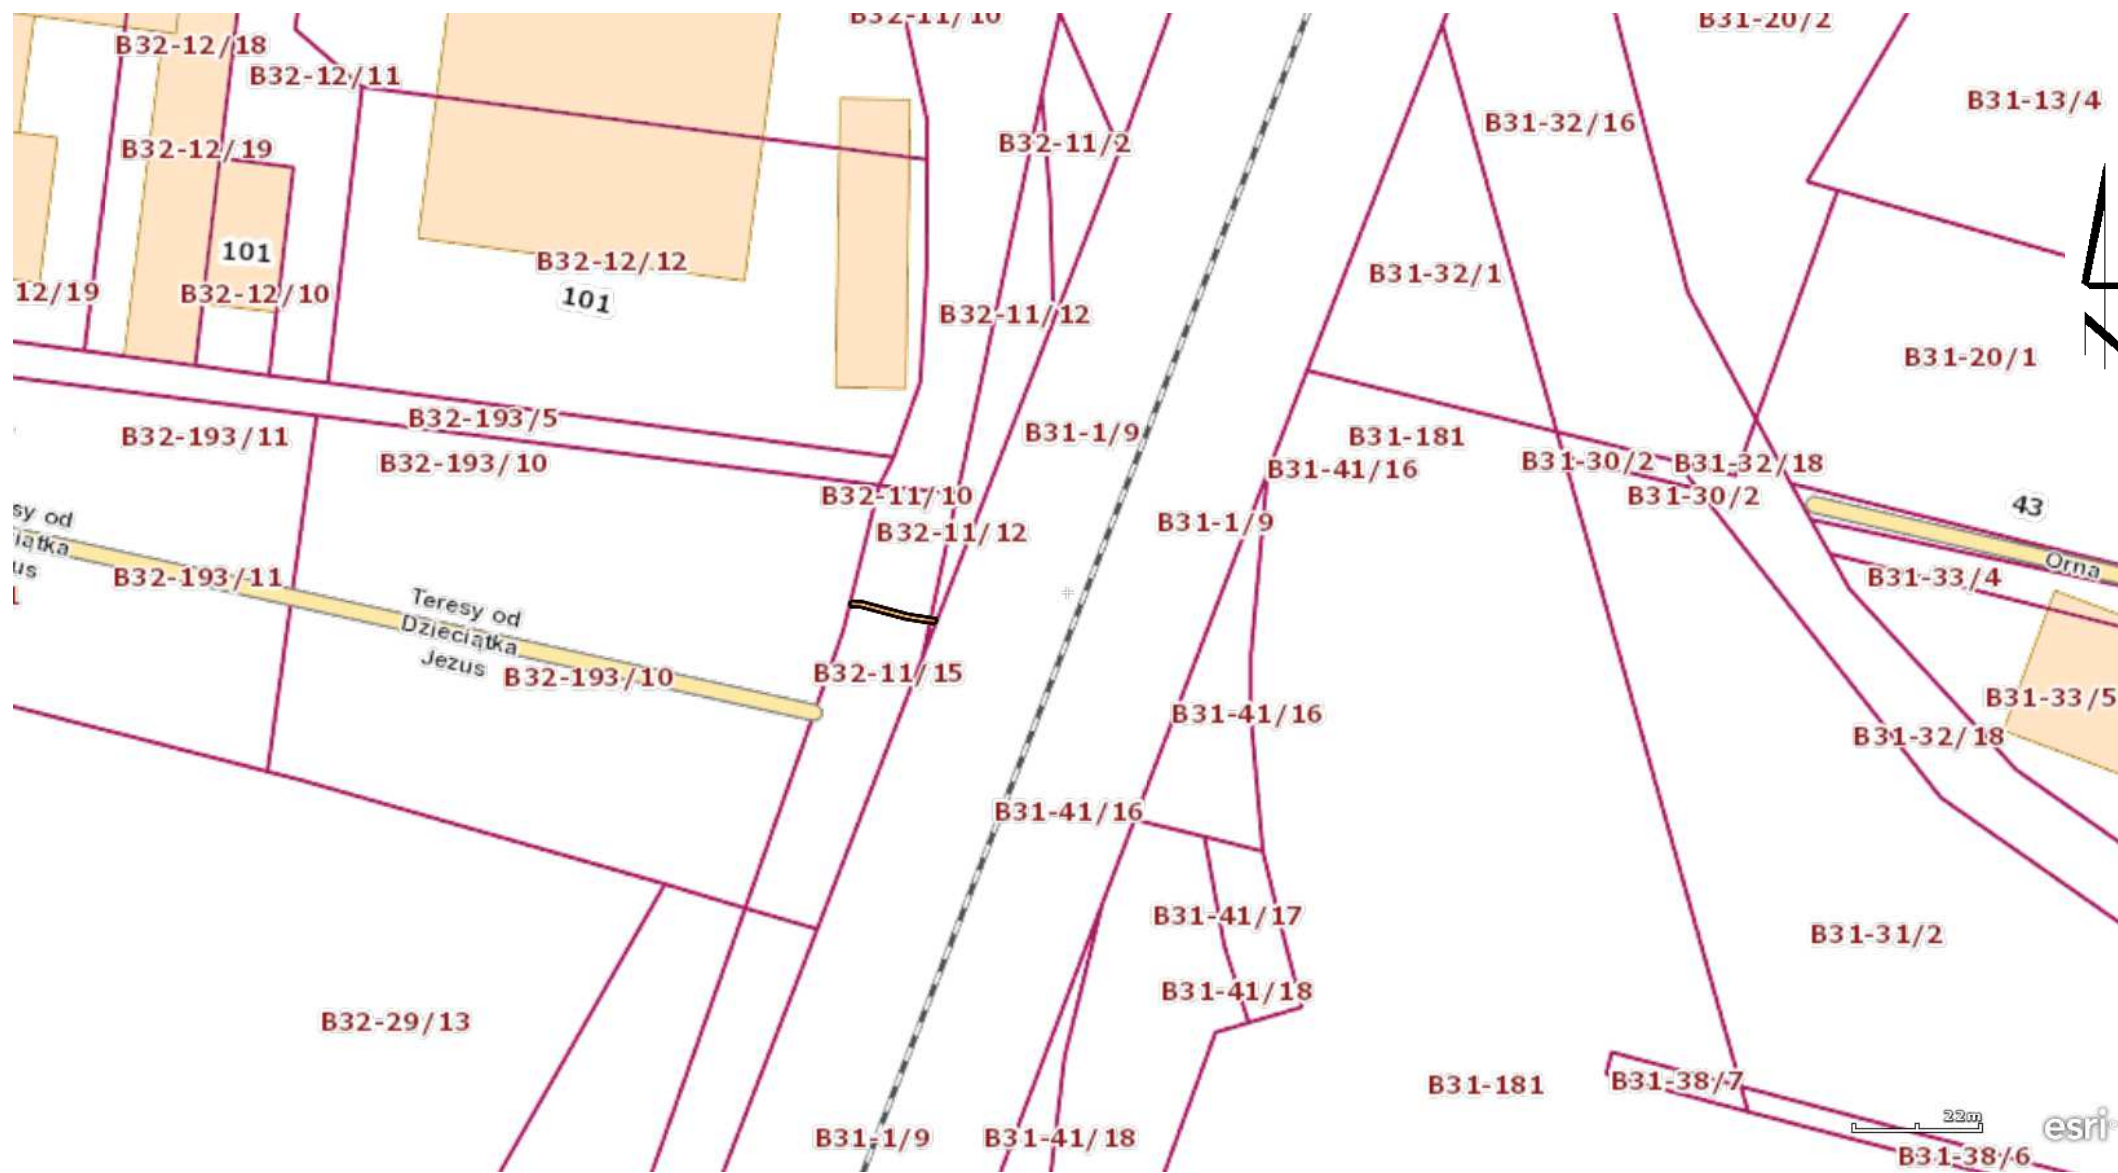 B32-11/10
B31-20/2
B32-12/18
B32-12/11
B31-13/4
B31-32/16
B32-11/2
B32-12/19
101
B32-12/12
B31-32/1
12/19
B32-12/10
101
B32-11/12
B31-20/1
B32-193/5
B32-193/11
B31-1/9
B31-181
B32-193/10
B31-41/16
B31-30/2
B31-32/18
B32-11/10
B31-30/2
43
sy od
B31-1/9
B32-11/12
iątka
us
B32-193/11
Orna
B31-33/4
1
Teresy od
Dzieciątka
Jezus
B32-193/10
B32-11/15
B31-33/5
B31-41/16
B31-32/18
B31-41/16
B31-41/17
B31-31/2
B31-41/18
B32-29/13
B31-181
B31-38/7
22m
esri
B31-1/9
B31-41/18
B31-38/6